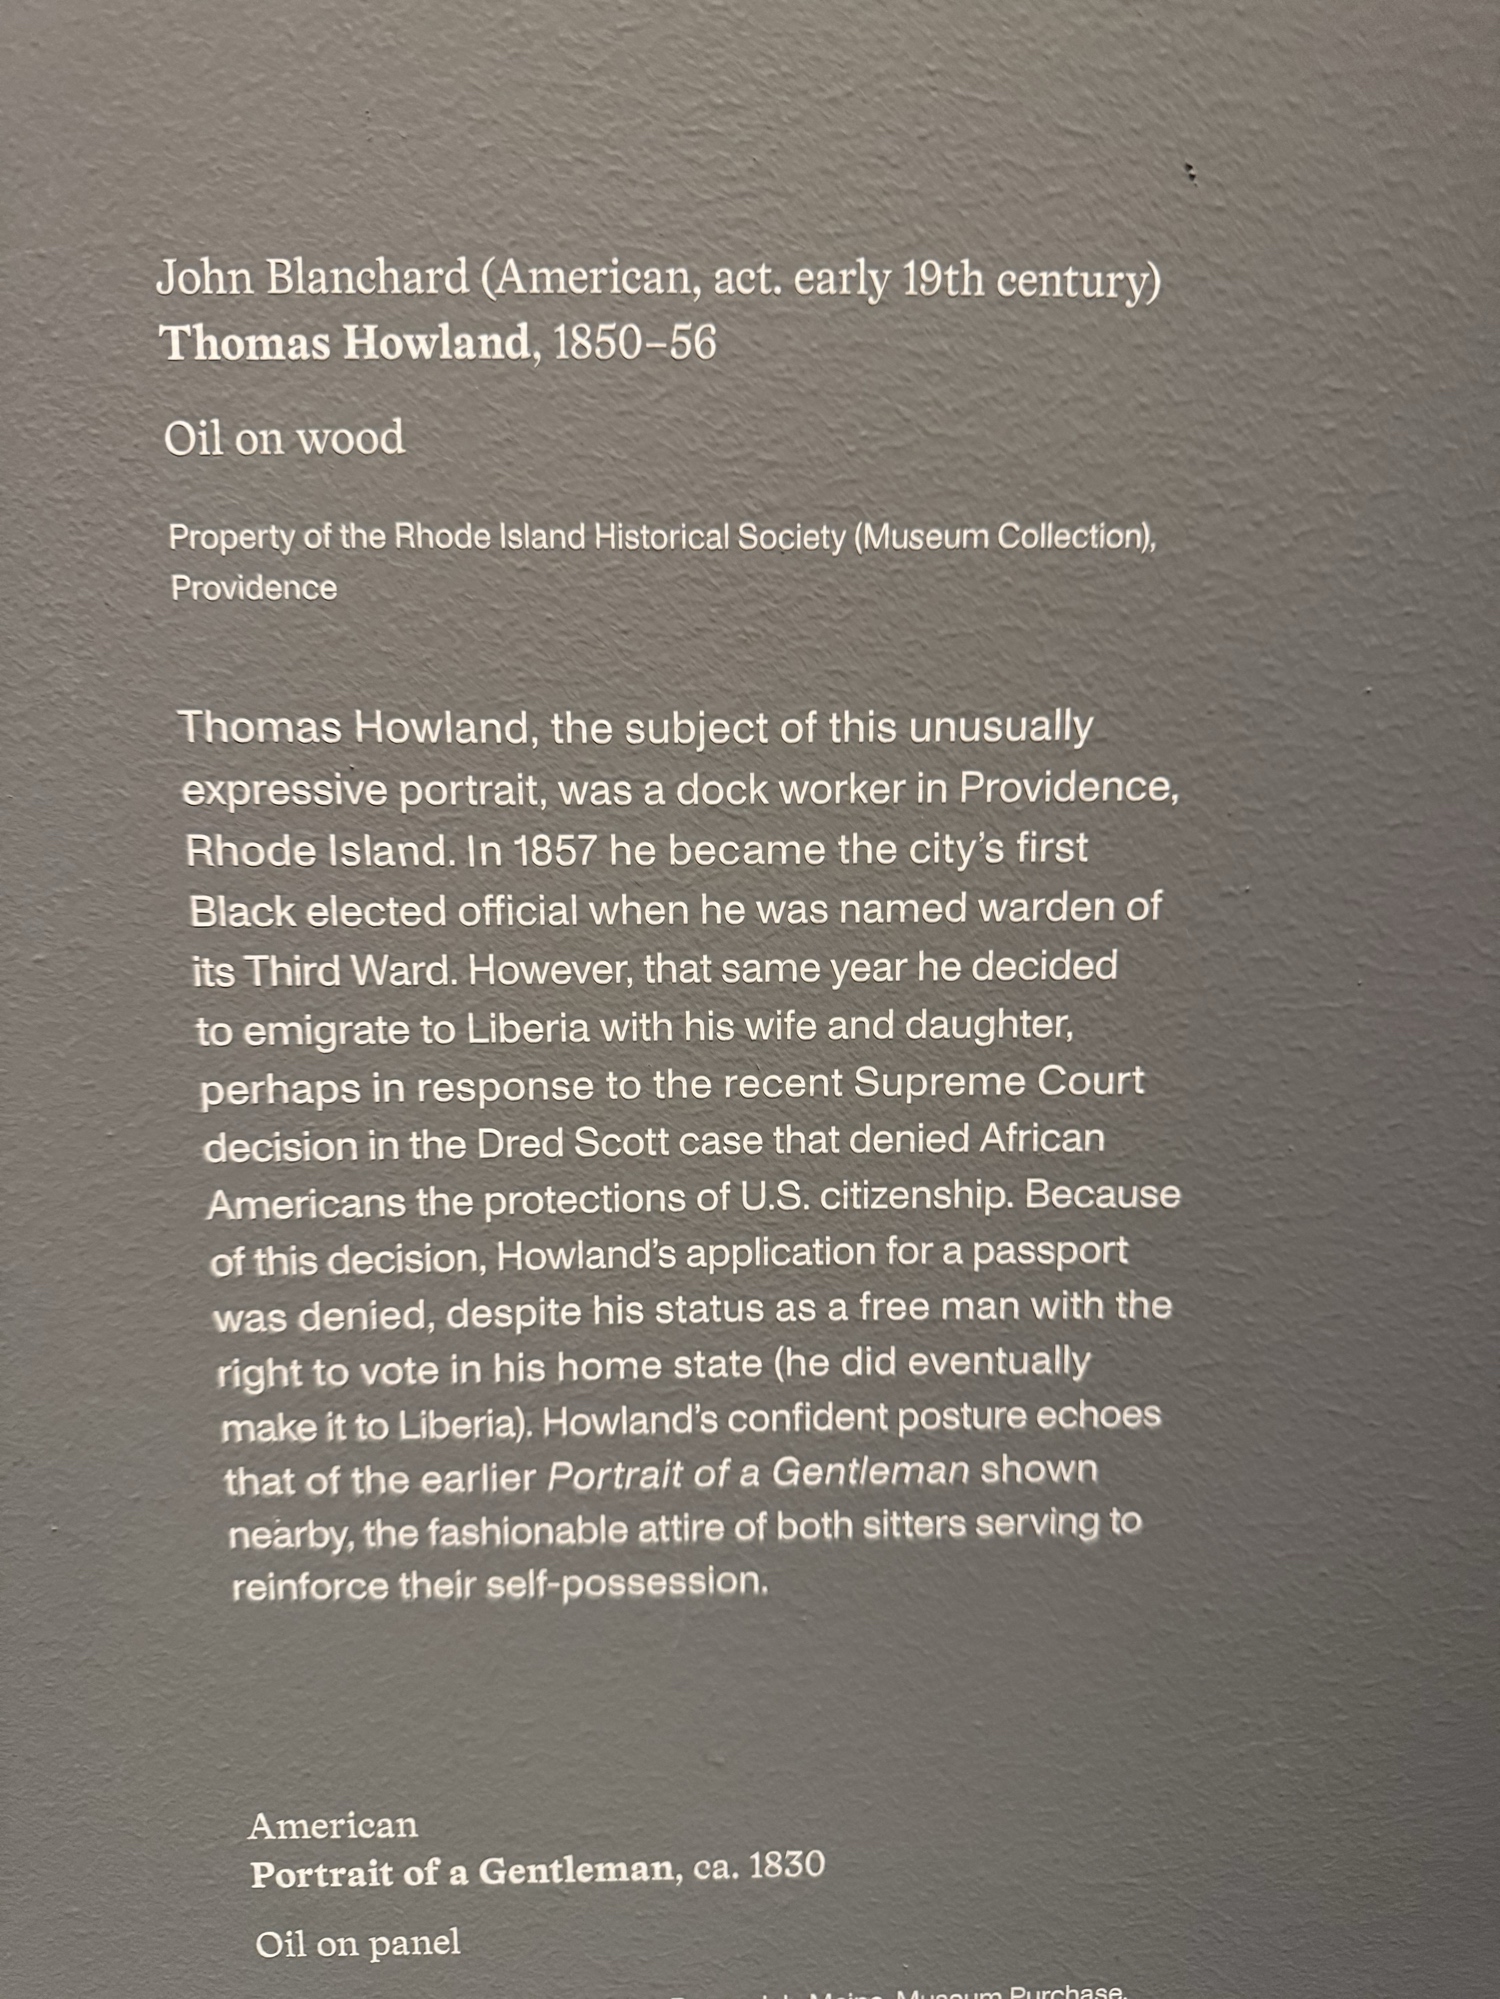 John Blanchard (American, act. early 19th century)
Thomas Howland, 1850–56
Oil on wood
Property of the Rhode Island Historical Society (Museum Collection),
Providence
Thomas Howland, the subject of this unusually
expressive portrait, was a dock worker in Providence,
Rhode Island. In 1857 he became the city’s first
Black elected official when he was named warden of
its Third Ward. However, that same year he decided
to emigrate to Liberia with his wife and daughter,
perhaps in response to the recent Supreme Court
decision in the Dred Scott case that denied African
Americans the protections of U.S. citizenship. Because
of this decision, Howland’s application for a passport
was denied, despite his status as a free man with the
right to vote in his home state (he did eventually
make it to Liberia). Howland’s confident posture echoes
that of the earlier Portrait of a Gentleman shown
nearby, the fashionable attire of both sitters serving to
reinforce their self-possession.
American
Portrait of a Gentleman, ca. 1830
Oil on panel
Maine, Museum Purchase,